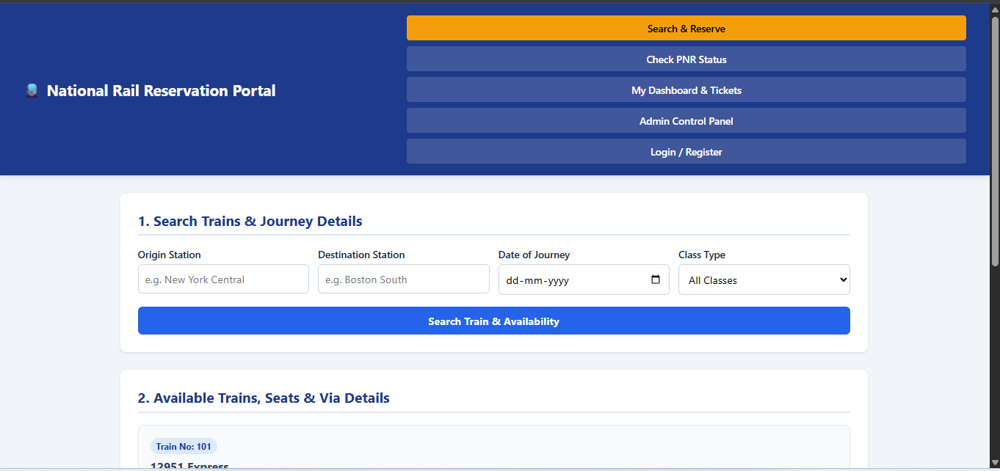 National Rail Reservation Portal
Search & Reserve
Check PNR Status
My Dashboard & Tickets
Admin Control Panel
Login / Register
1. Search Trains & Journey Details
Origin Station
e.g. New York Central
Destination Station
e.g. Boston South
Date of Journey
dd-mm-yyyy
Class Type
All Classes
Search Train & Availability
2. Available Trains, Seats & Via Details
Train No: 101
12951 Express